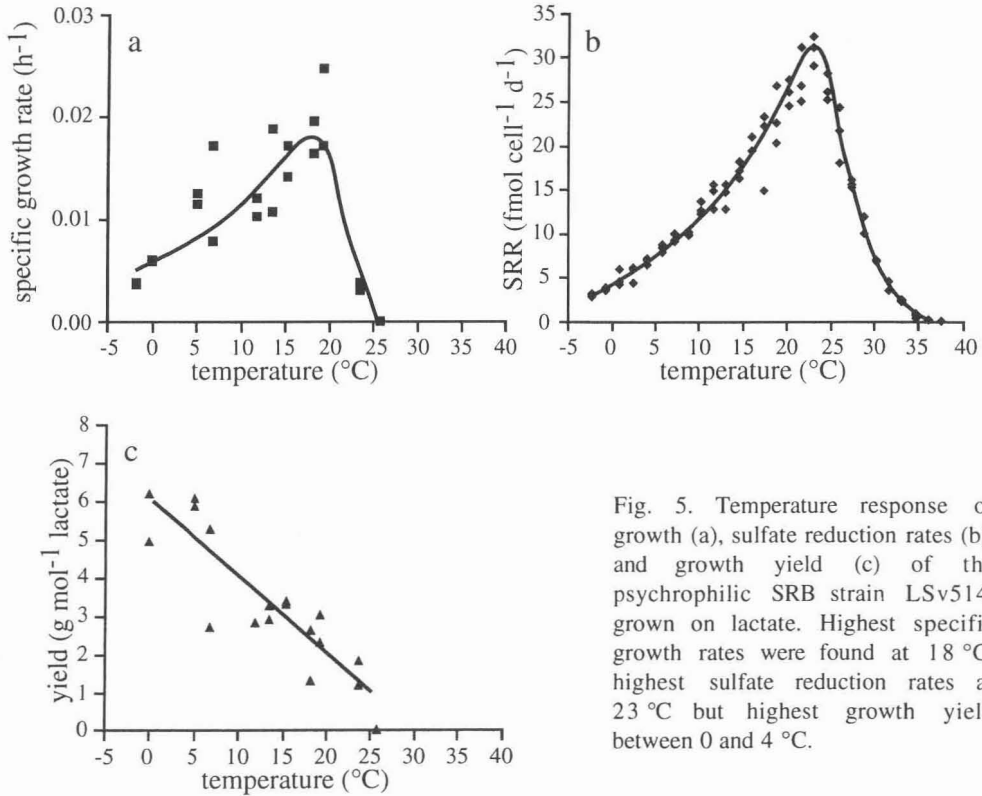 a
0.03
0.02
0.01
0.00
specific growth rate (h-1)
-5 0 5 10 15 20 25 30 35 40
temperature (°C)
b
35
30
25
20
15
10
5
0
SRR (fmol cell-1 d-1)
-5 0 5 10 15 20 25 30 35 40
temperature (°C)
c
8
7
6
5
4
3
2
1
0
yield (g mol-1 lactate)
-5 0 5 10 15 20 25 30 35 40
temperature (°C)
Fig. 5. Temperature response o
growth (a), sulfate reduction rates (b
and growth yield (c) of th
psychrophilic SRB strain LSv514
grown on lactate. Highest specifi
growth rates were found at 18 °C
highest sulfate reduction rates a
23 °C but highest growth yiel
between 0 and 4 °C.